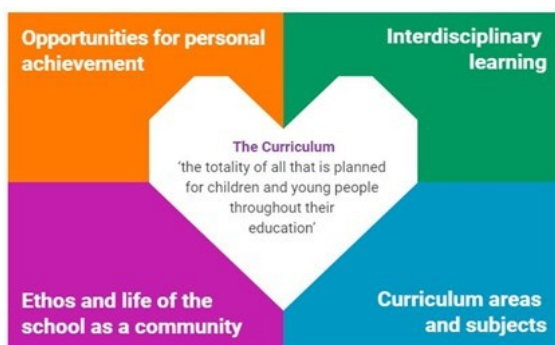 Opportunities for personal
achievement
Interdisciplinary
learning
The Curriculum
‘the totality of all that is planned
for children and young people
throughout their
education’
Ethos and life of the
school as a community
Curriculum areas
and subjects